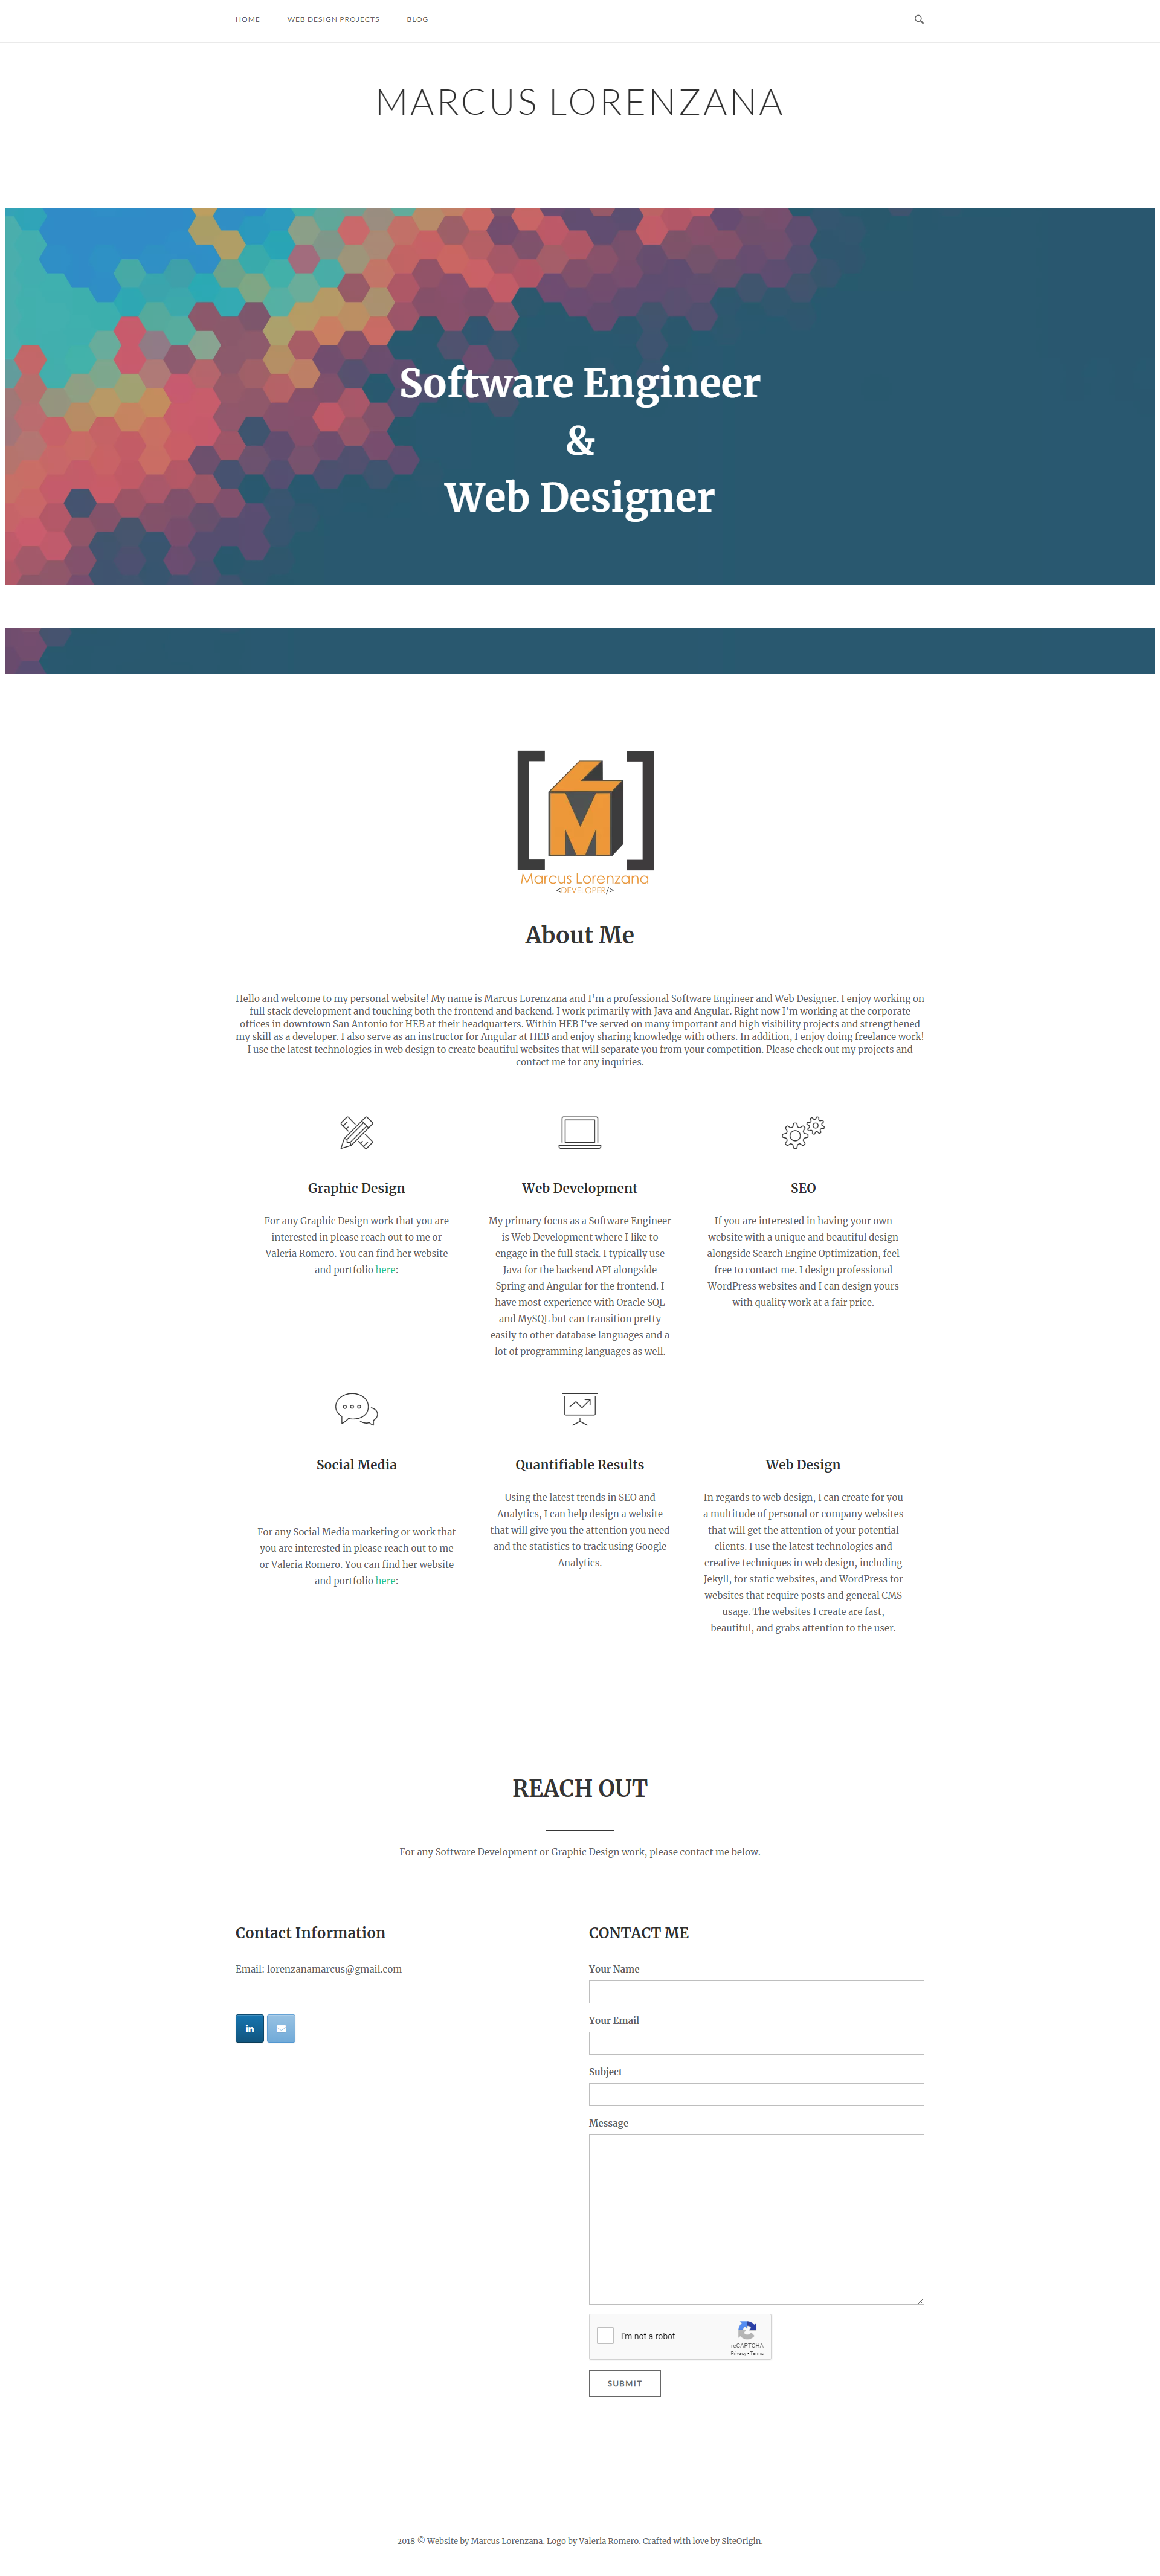 HOME
WEB DESIGN PROJECTS
BLOG
MARCUS LORENZANA
Software Engineer
&
Web Designer
LM
Marcus Lorenzana
<DEVELOPER/>
About Me
Hello and welcome to my personal website! My name is Marcus Lorenzana and I'm a professional Software Engineer and Web Designer. I enjoy working on
full stack development and touching both the frontend and backend. I work primarily with Java and Angular. Right now I'm working at the corporate
offices in downtown San Antonio for HEB at their headquarters. Within HEB I've served on many important and high visibility projects and strengthened
my skill as a developer. I also serve as an instructor for Angular at HEB and enjoy sharing knowledge with others. In addition, I enjoy doing freelance work!
I use the latest technologies in web design to create beautiful websites that will separate you from your competition. Please check out my projects and
contact me for any inquiries.
Graphic Design
For any Graphic Design work that you are
interested in please reach out to me or
Valeria Romero. You can find her website
and portfolio here:
Web Development
My primary focus as a Software Engineer
is Web Development where I like to
engage in the full stack. I typically use
Java for the backend API alongside
Spring and Angular for the frontend. I
have most experience with Oracle SQL
and MySQL but can transition pretty
easily to other database languages and a
lot of programming languages as well.
SEO
If you are interested in having your own
website with a unique and beautiful design
alongside Search Engine Optimization, feel
free to contact me. I design professional
WordPress websites and I can design yours
with quality work at a fair price.
Social Media
For any Social Media marketing or work that
you are interested in please reach out to me
or Valeria Romero. You can find her website
and portfolio here:
Quantifiable Results
Using the latest trends in SEO and
Analytics, I can help design a website
that will give you the attention you need
and the statistics to track using Google
Analytics.
Web Design
In regards to web design, I can create for you
a multitude of personal or company websites
that will get the attention of your potential
clients. I use the latest technologies and
creative techniques in web design, including
Jekyll, for static websites, and WordPress for
websites that require posts and general CMS
usage. The websites I create are fast,
beautiful, and grabs attention to the user.
REACH OUT
For any Software Development or Graphic Design work, please contact me below.
Contact Information
Email: lorenzanamarcus@gmail.com
in
CONTACT ME
Your Name
Your Email
Subject
Message
I'm not a robot
reCAPTCHA
Privacy - Terms
SUBMIT
2018 © Website by Marcus Lorenzana. Logo by Valeria Romero. Crafted with love by SiteOrigin.